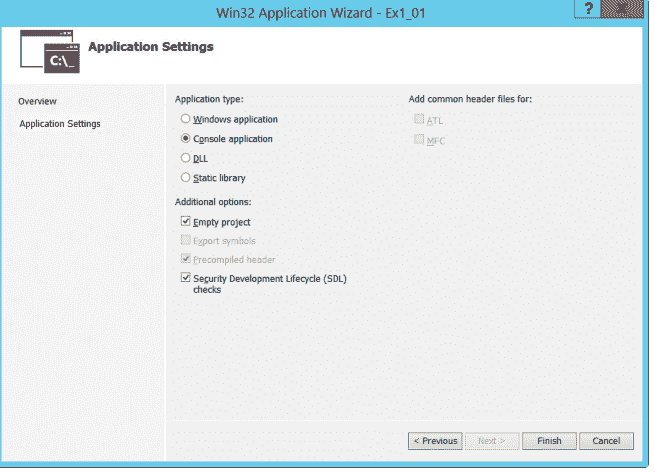 Win32 Application Wizard - Ex1_01
?
C:\_
Application Settings
Overview
Application Settings
Application type:
Windows application
Console application
DLL
Static library
Additional options:
Empty project
Export symbols
Precompiled header
Security Development Lifecycle (SDL)
checks
Add common header files for:
ATL
MFC
< Previous
Next >
Finish
Cancel